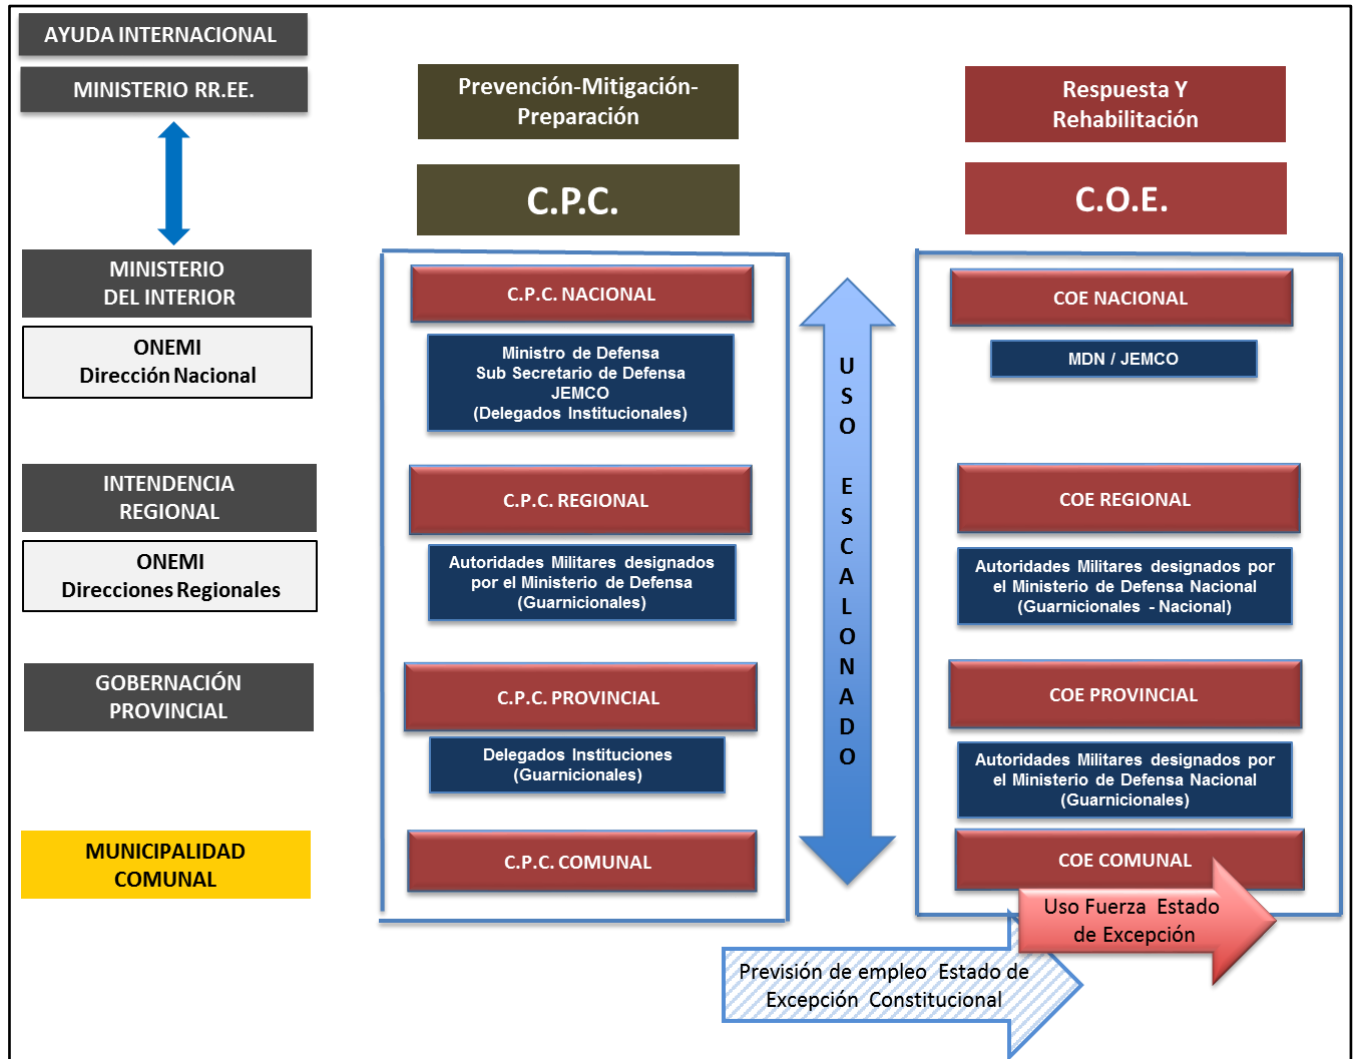 AYUDA INTERNACIONAL
MINISTERIO RR.EE.
MINISTERIO
DEL INTERIOR
ONEMI
Dirección Nacional
INTENDENCIA
REGIONAL
ONEMI
Direcciones Regionales
GOBERNACIÓN
PROVINCIAL
MUNICIPALIDAD
COMUNAL
Prevención-Mitigación-
Preparación
C.P.C.
C.P.C. NACIONAL
Ministro de Defensa
Sub Secretario de Defensa
JEMCO
(Delegados Institucionales)
C.P.C. REGIONAL
Autoridades Militares designados
por el Ministerio de Defensa
(Guarnicionales)
C.P.C. PROVINCIAL
Delegados Instituciones
(Guarnicionales)
C.P.C. COMUNAL
USO ESCALONADO
Respuesta Y
Rehabilitación
C.O.E.
COE NACIONAL
MDN / JEMCO
COE REGIONAL
Autoridades Militares designados por
el Ministerio de Defensa Nacional
(Guarnicionales - Nacional)
COE PROVINCIAL
Autoridades Militares designados por
el Ministerio de Defensa Nacional
(Guarnicionales)
COE COMUNAL
Uso Fuerza Estado
de Excepción
Previsión de empleo Estado de
Excepción Constitucional